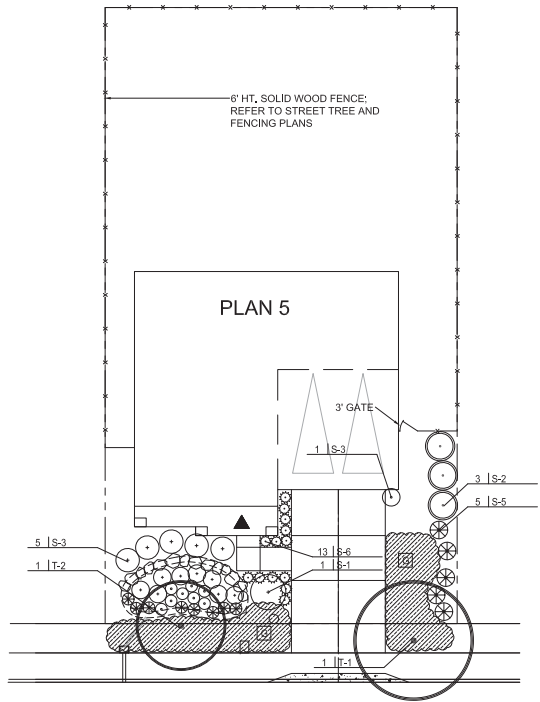 6' HT. SOLID WOOD FENCE;
REFER TO STREET TREE AND
FENCING PLANS
PLAN 5
3' GATE
1 | S-3
3 | S-2
5 | S-5
5 | S-3
13 | S-6
1 | T-2
1 | S-1
1 | T-1